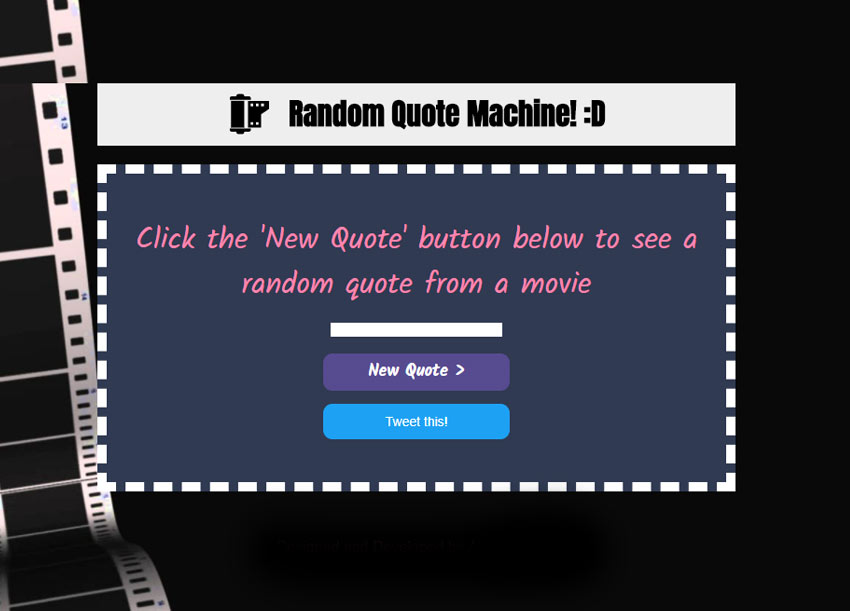 Random Quote Machine! :D
Click the 'New Quote' button below to see a
random quote from a movie
New Quote >
Tweet this!
Designed and Developed by